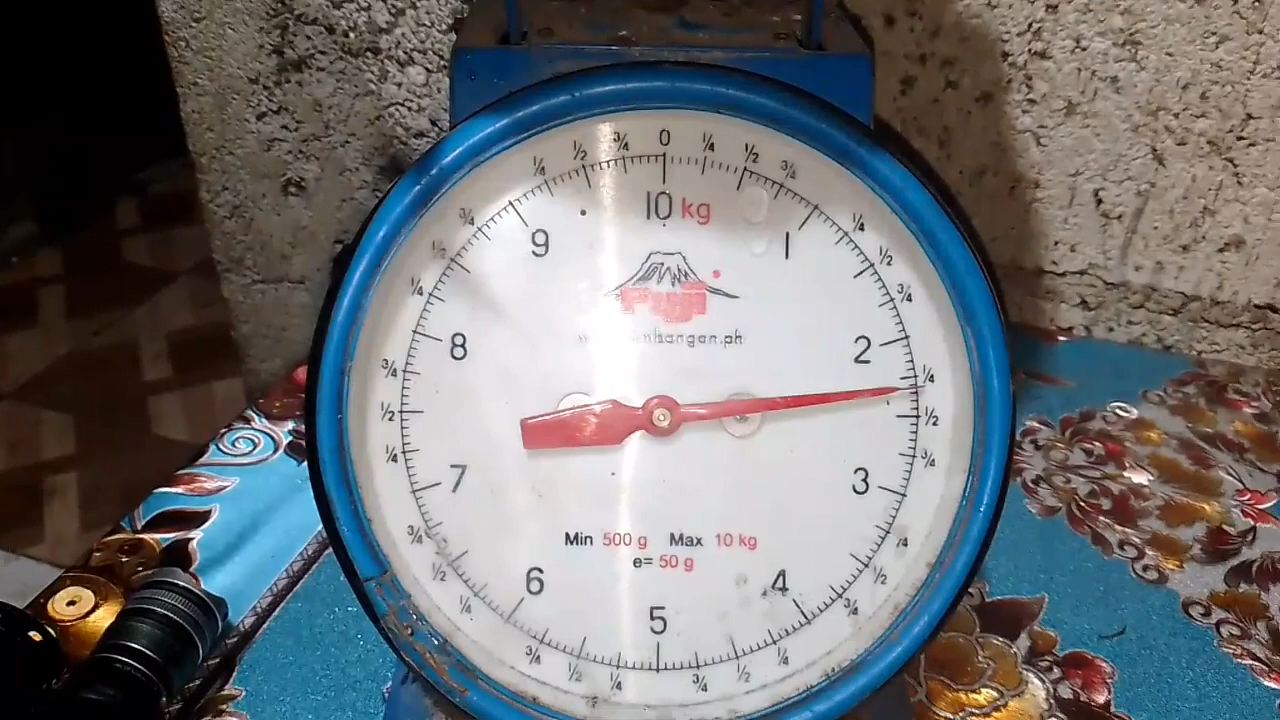 ¾ 0 ¼
¼ ½ ½ ¾
10 kg
¾ ¼
9 1
½ ½
¼ ¾
Fuji
8 2
¾ ¼
½ ½
¼ ¾
7 3
Min 500 g Max 10 kg
e= 50 g
¾
½ ½
6 4
¼ ¾
5
¾ ¼
½ ½
¼ ¾